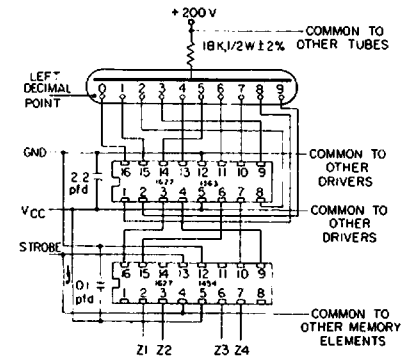 +200V
COMMON TO
OTHER TUBES
18K,1/2W±2%
LEFT
DECIMAL
POINT
0 1 2 3 4 5 6 7 8 9
GND
COMMON TO
OTHER
DRIVERS
2.2
pfd
16 15 14 13 12 11 10 9
1627 1363
1 2 3 4 5 6 7 8
VCC
COMMON TO
OTHER
DRIVERS
STROBE
16 15 14 13 12 11 10 9
1627 1454
1 2 3 4 5 6 7 8
pfd
COMMON TO
OTHER MEMORY
ELEMENTS
Z1 Z2 Z3 Z4